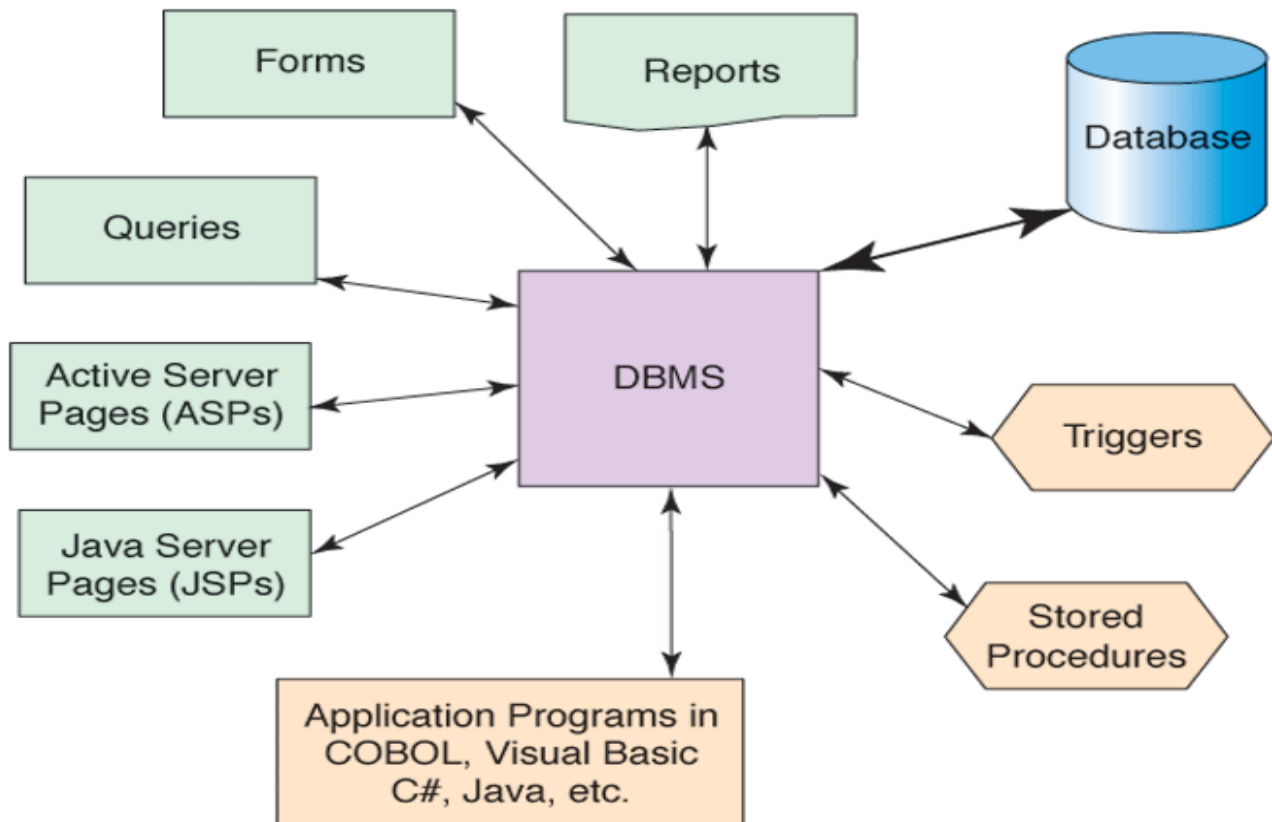 Forms
Reports
Database
Queries
DBMS
Active Server
Pages (ASPs)
Triggers
Java Server
Pages (JSPs)
Stored
Procedures
Application Programs in
COBOL, Visual Basic
C#, Java, etc.